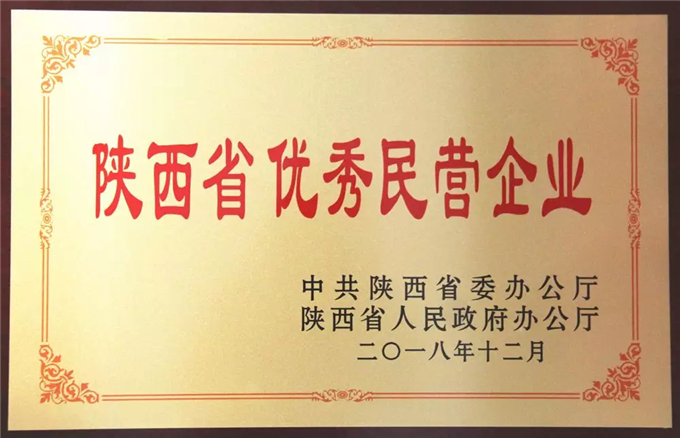 陕西省优秀民营企业
中共陕西省委办公厅
陕西省人民政府办公厅
二〇一八年十二月